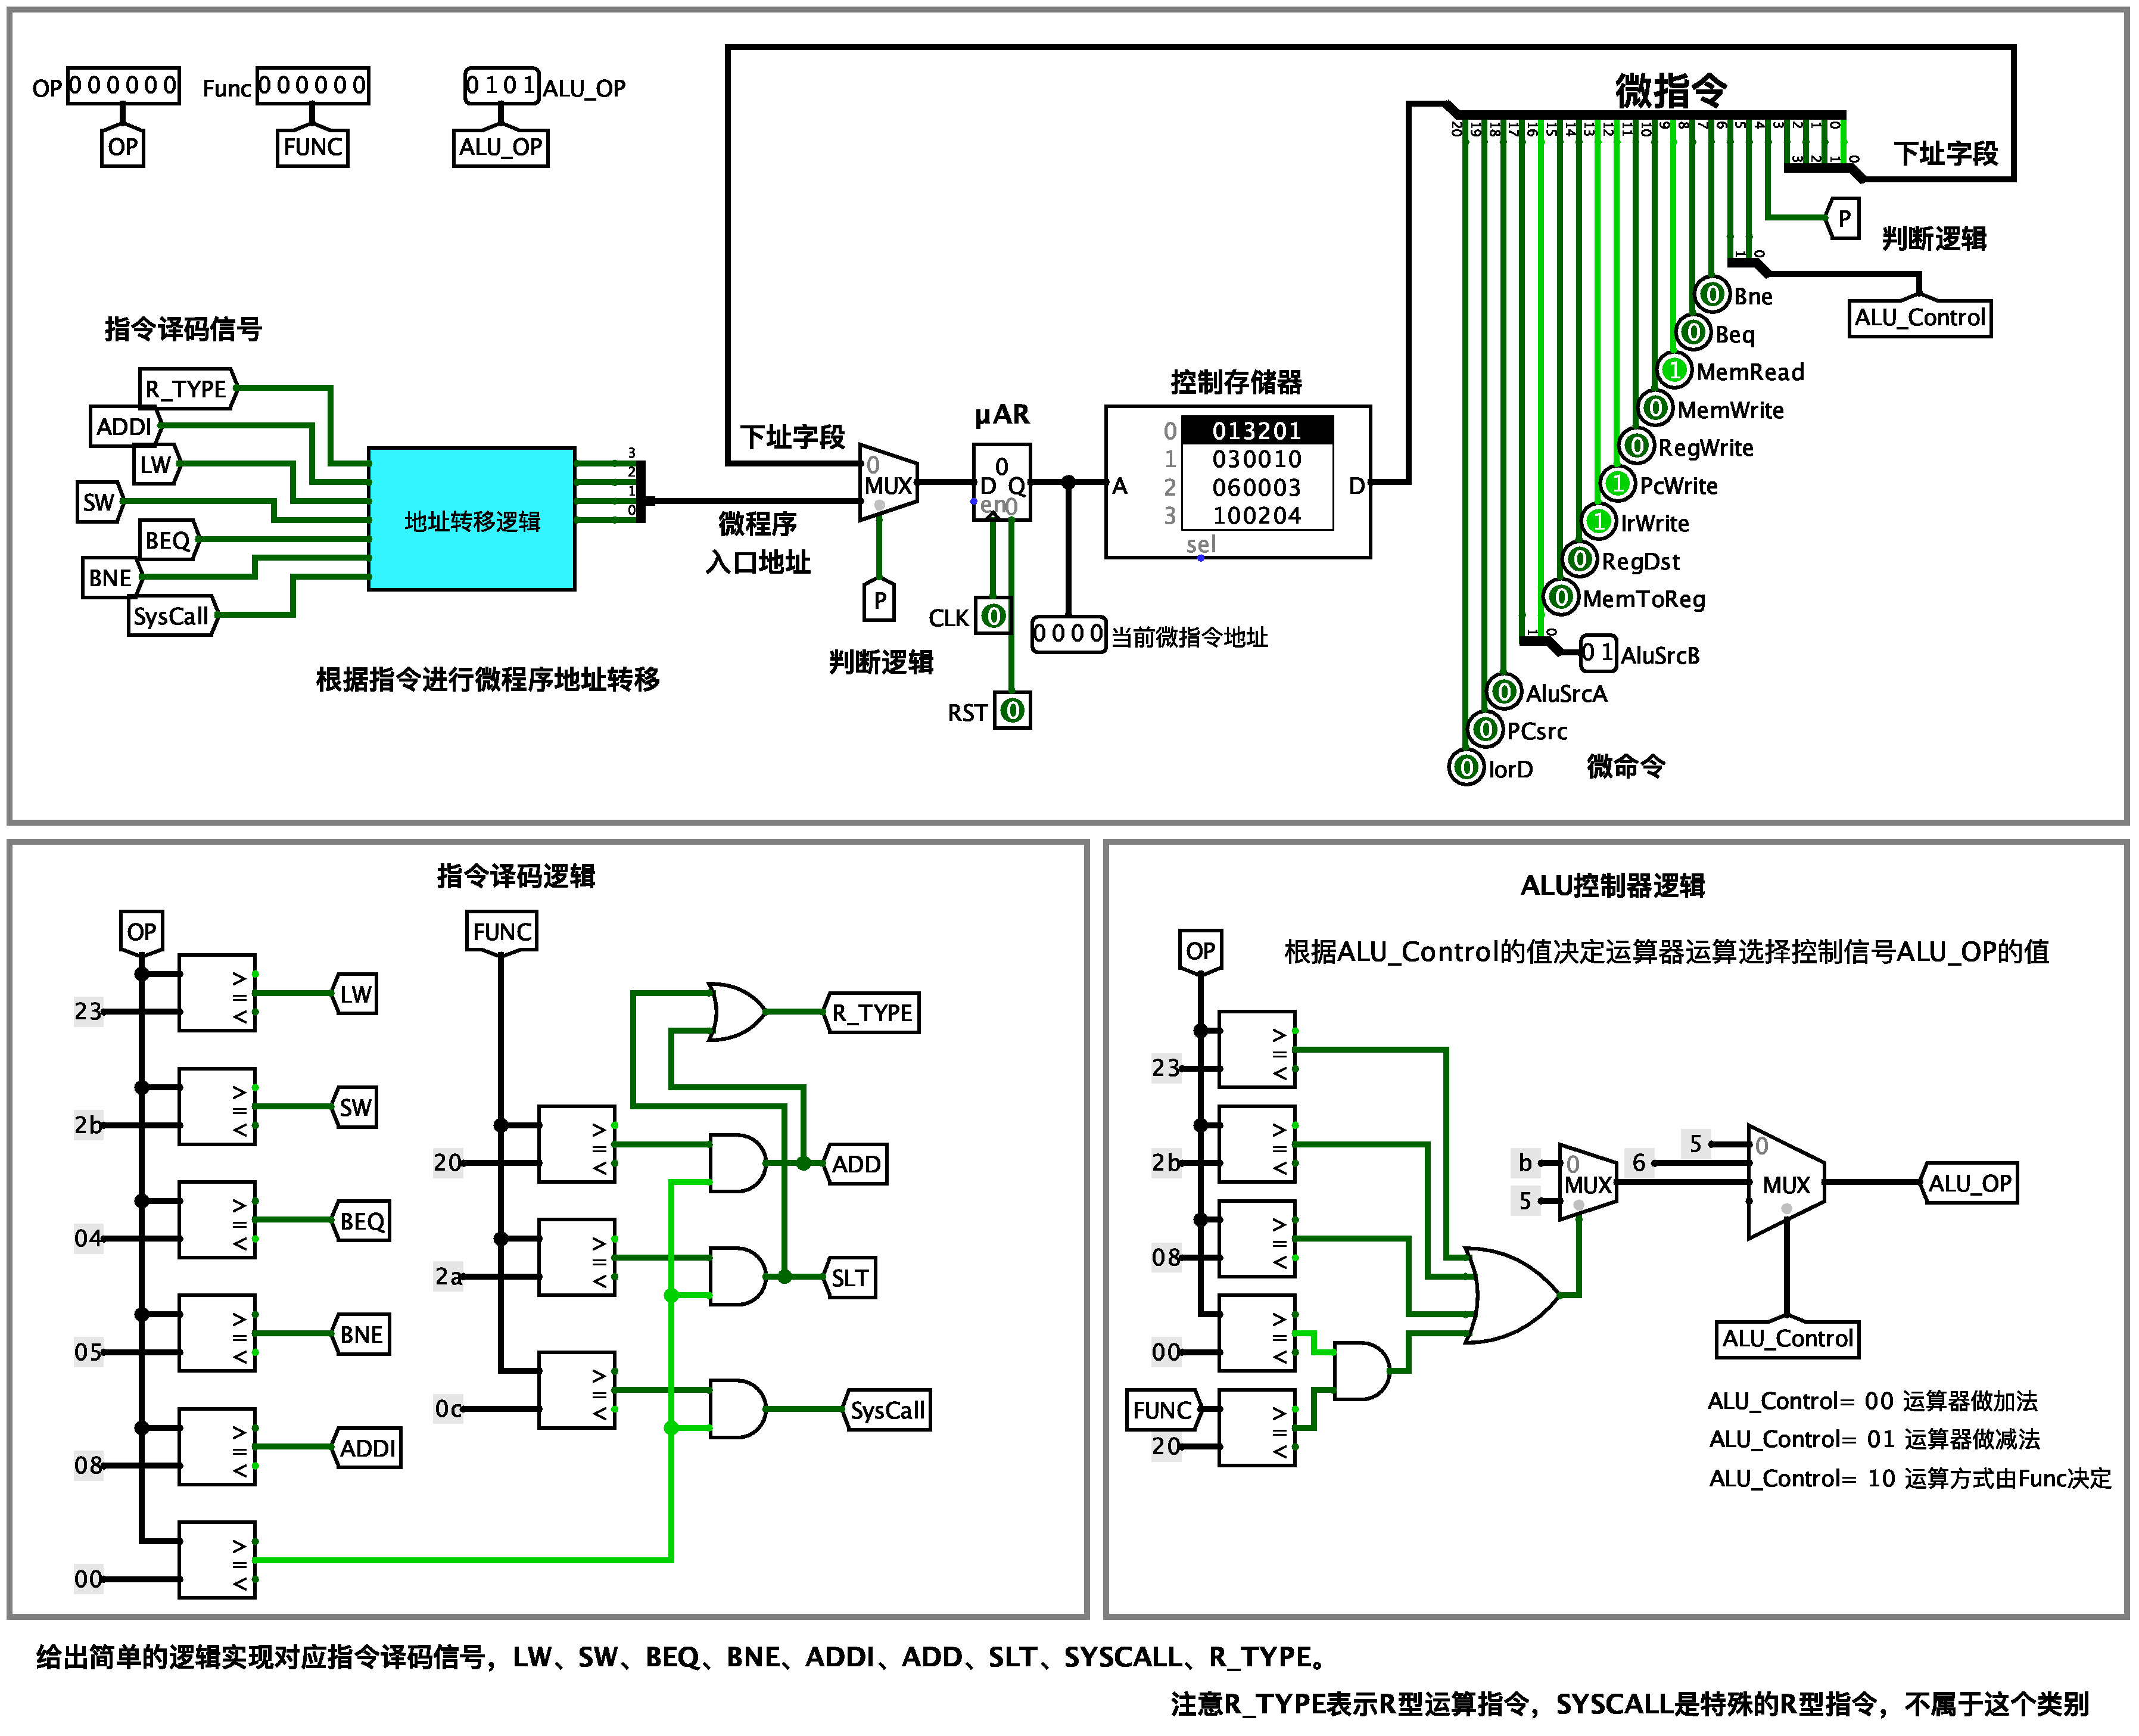 OP 000000
Func 000000
0101 ALU_OP
OP
FUNC
ALU_OP
微指令
20 19 18 17 16 15 14 13 12 11 10 9 8 7 6 5 4 3 2 1 0
3 2 1 0
下址字段
P
判断逻辑
1 0
ALU_Control
0 Bne
0 Beq
1 MemRead
0 MemWrite
0 RegWrite
1 PcWrite
1 IrWrite
0 RegDst
0 MemToReg
1 0
01 AluSrcB
0 AluSrcA
0 PCsrc
0 IorD
微命令
指令译码信号
R_TYPE
ADDI
LW
SW
BEQ
BNE
SysCall
地址转移逻辑
3
2
1
0
根据指令进行微程序地址转移
微程序
入口地址
下址字段
0
MUX
P
判断逻辑
μAR
0
D Q
en 0
CLK 0
RST 0
0000 当前微指令地址
控制存储器
0 013201
1 030010
2 060003
3 100204
A
D
sel
指令译码逻辑
OP
23
> = <
LW
2b
> = <
SW
04
> = <
BEQ
05
> = <
BNE
08
> = <
ADDI
00
> = <
FUNC
20
> = <
2a
> = <
0c
> = <
R_TYPE
ADD
SLT
SysCall
ALU控制器逻辑
根据ALU_Control的值决定运算器运算选择控制信号ALU_OP的值
OP
23
> = <
2b
> = <
08
> = <
00
> = <
FUNC
20
> = <
b
5
0
MUX
6
5
0
MUX
ALU_OP
ALU_Control
ALU_Control= 00 运算器做加法
ALU_Control= 01 运算器做减法
ALU_Control= 10 运算方式由Func决定
给出简单的逻辑实现对应指令译码信号，LW、SW、BEQ、BNE、ADDI、ADD、SLT、SYSCALL、R_TYPE。
注意R_TYPE表示R型运算指令，SYSCALL是特殊的R型指令，不属于这个类别